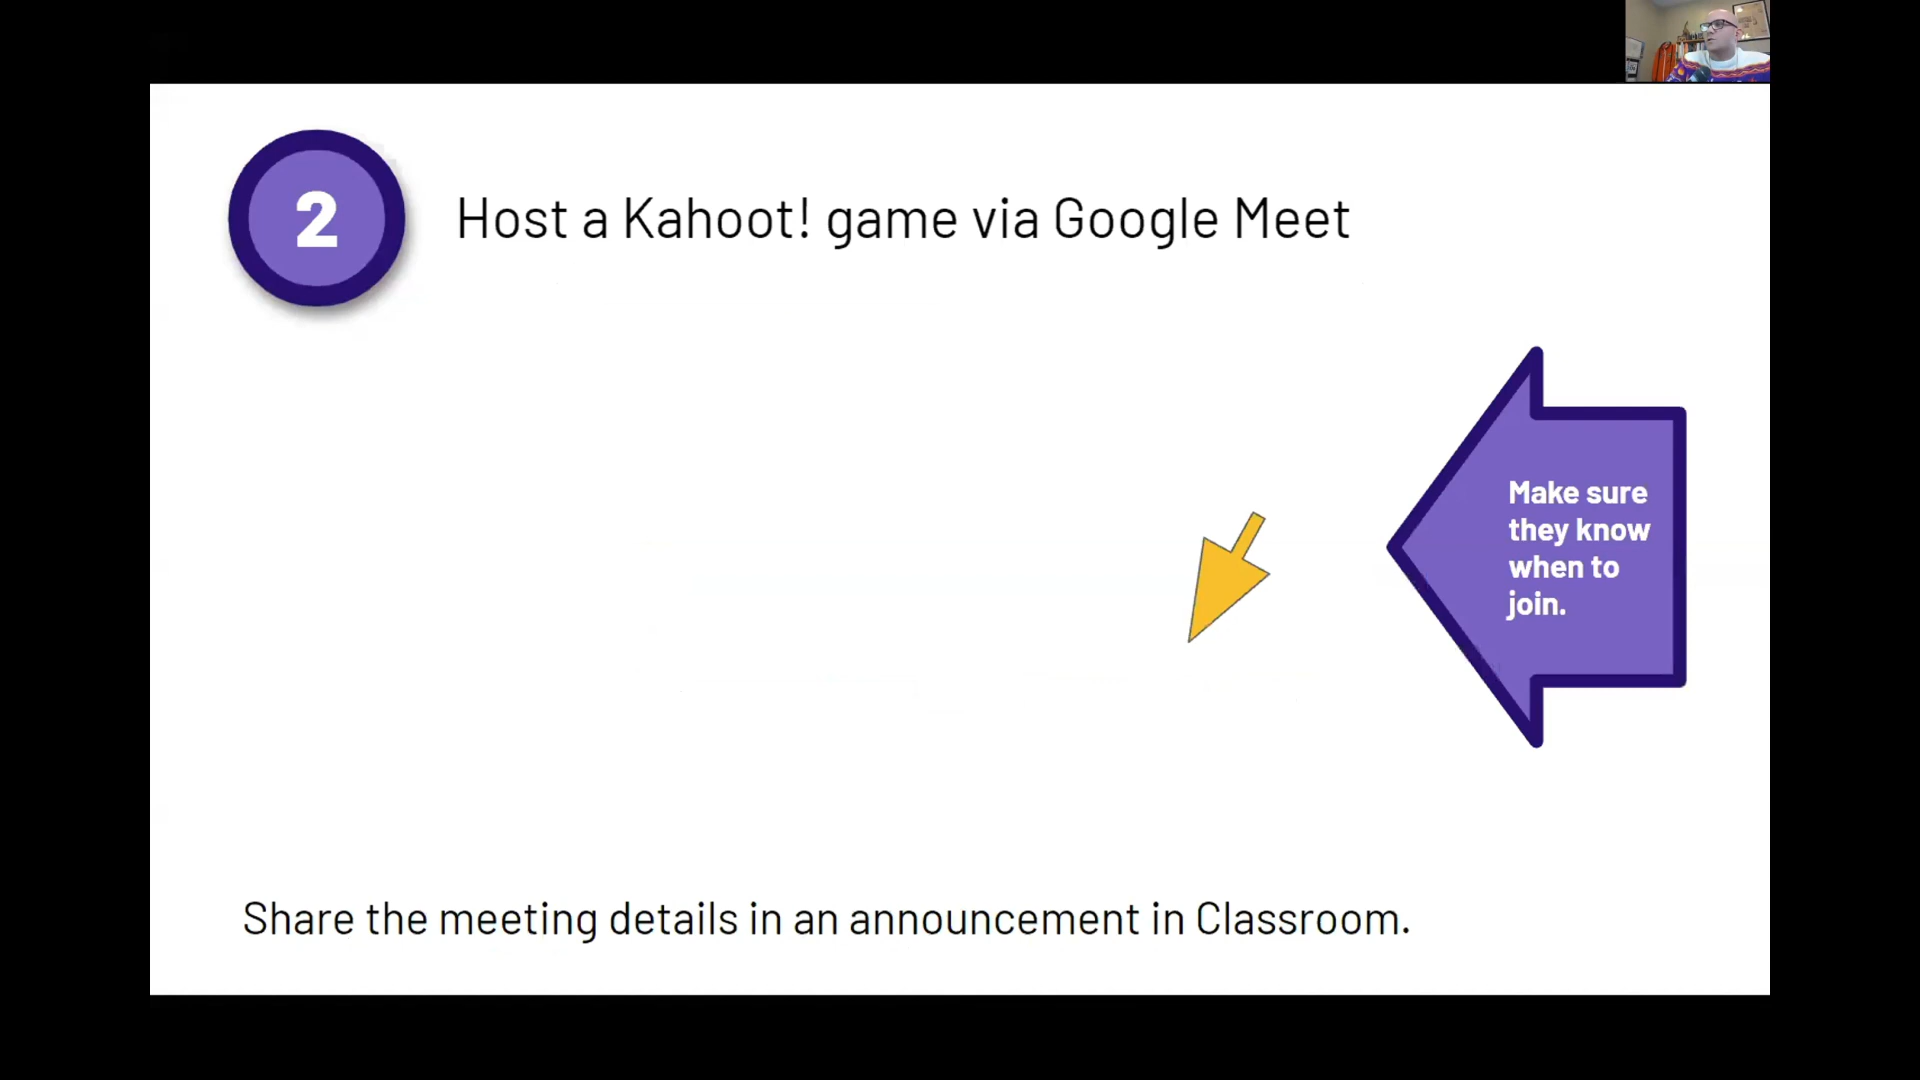 2
Host a Kahoot! game via Google Meet
Make sure
they know
when to
join.
Share the meeting details in an announcement in Classroom.